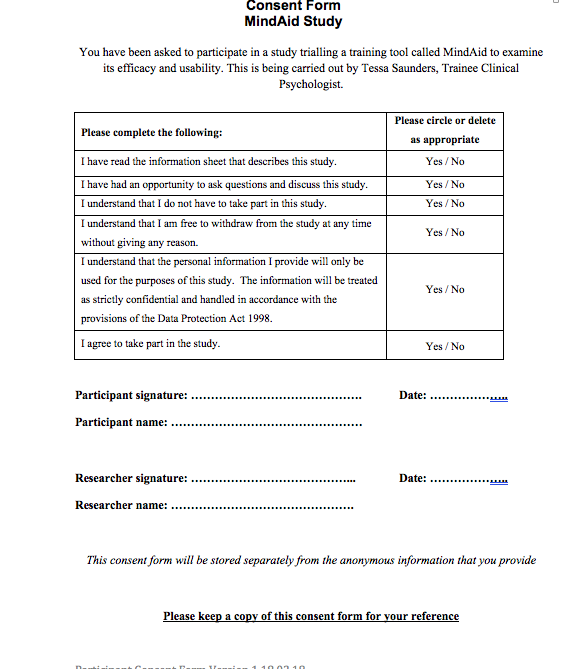 Consent Form
MindAid Study
You have been asked to participate in a study trialling a training tool called MindAid to examine
its efficacy and usability. This is being carried out by Tessa Saunders, Trainee Clinical
Psychologist.
Please complete the following:
Please circle or delete
as appropriate
I have read the information sheet that describes this study.
Yes / No
I have had an opportunity to ask questions and discuss this study.
Yes / No
I understand that I do not have to take part in this study.
Yes / No
I understand that I am free to withdraw from the study at any time
without giving any reason.
Yes / No
I understand that the personal information I provide will only be
used for the purposes of this study.  The information will be treated
as strictly confidential and handled in accordance with the
provisions of the Data Protection Act 1998.
Yes / No
I agree to take part in the study.
Yes / No
Participant signature: ………………………………………. Date: …………………
Participant name: …………………………………………
Researcher signature: …………………………………….. Date: …………………
Researcher name: …………………………………………
This consent form will be stored separately from the anonymous information that you provide
Please keep a copy of this consent form for your reference
Participant Consent Form Version 1